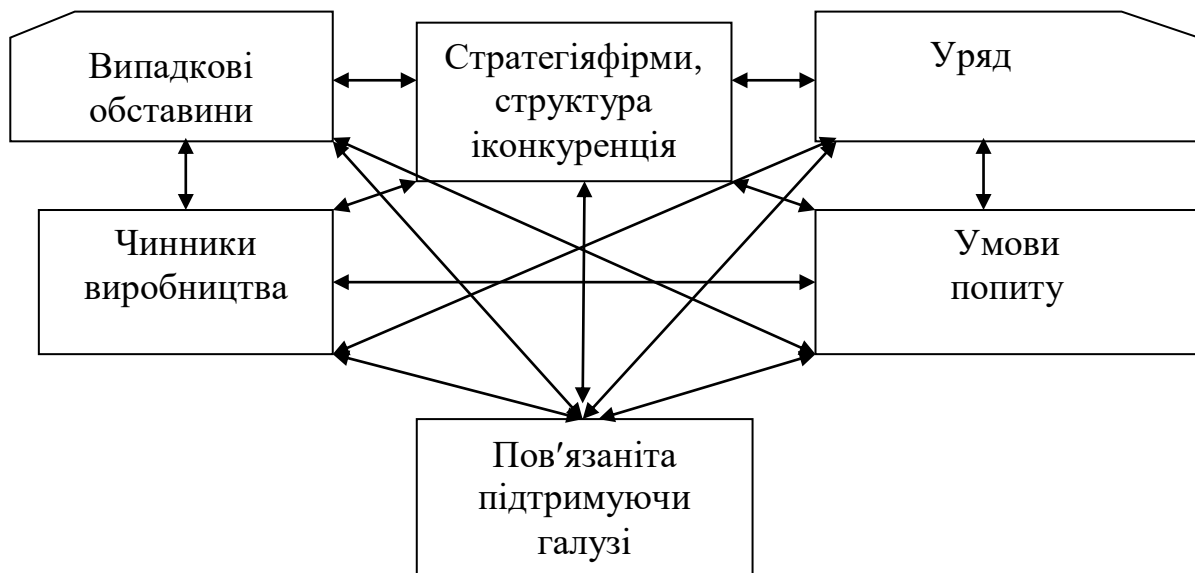 Випадкові
обставини
Стратегіяфірми,
структура
іконкуренція
Уряд
Чинники
виробництва
Умови
попиту
Пов′язаніта
підтримуючи
галузі